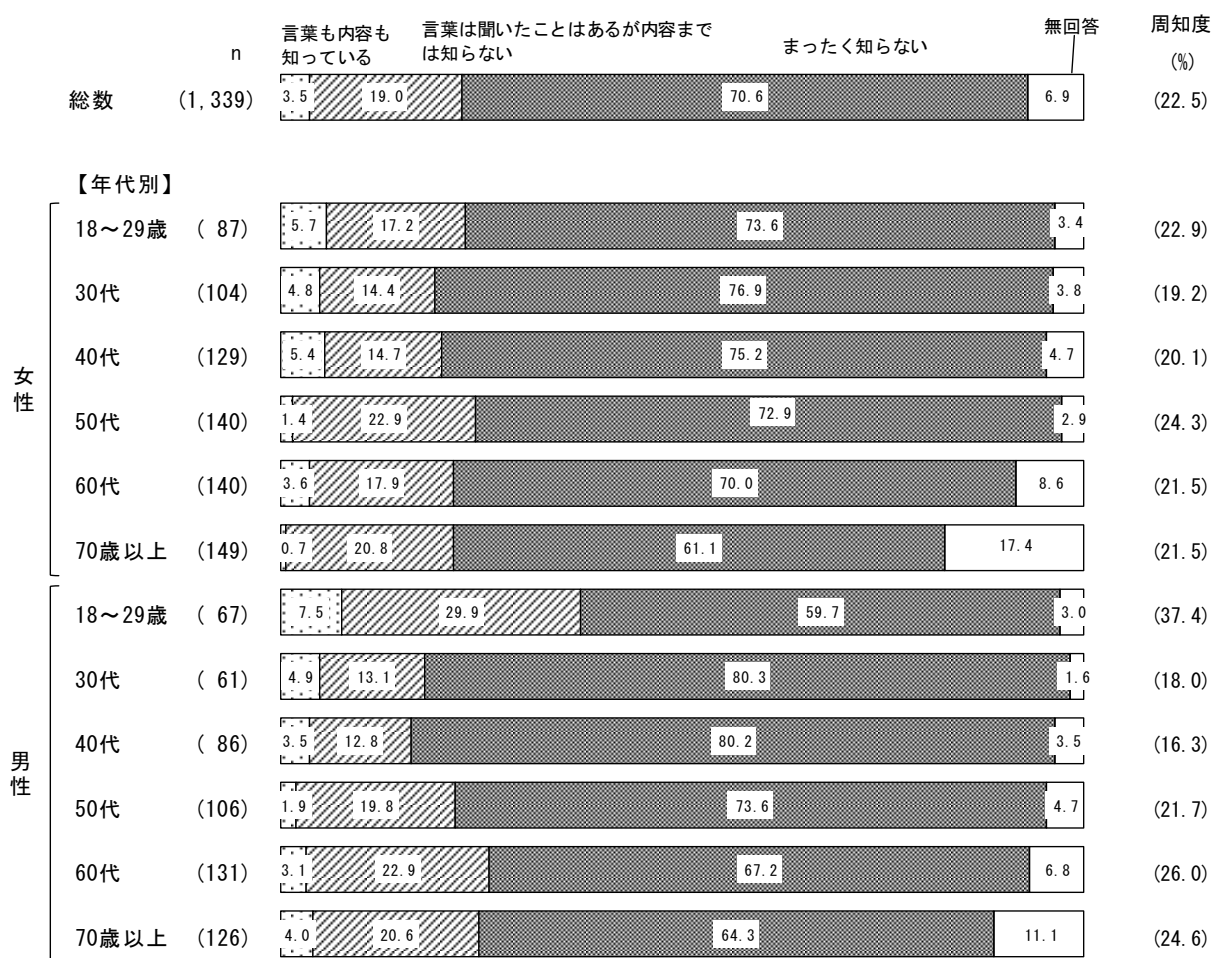 言葉も内容も
知っている
言葉は聞いたことはあるが内容まで
は知らない
まったく知らない
無回答
周知度
(%)
n
総数 (1,339) 3.5 19.0 70.6 6.9 (22.5)
【年代別】
女性
18～29歳 ( 87) 5.7 17.2 73.6 3.4 (22.9)
30代 (104) 4.8 14.4 76.9 3.8 (19.2)
40代 (129) 5.4 14.7 75.2 4.7 (20.1)
50代 (140) 1.4 22.9 72.9 2.9 (24.3)
60代 (140) 3.6 17.9 70.0 8.6 (21.5)
70歳以上 (149) 0.7 20.8 61.1 17.4 (21.5)
男性
18～29歳 ( 67) 7.5 29.9 59.7 3.0 (37.4)
30代 ( 61) 4.9 13.1 80.3 1.6 (18.0)
40代 ( 86) 3.5 12.8 80.2 3.5 (16.3)
50代 (106) 1.9 19.8 73.6 4.7 (21.7)
60代 (131) 3.1 22.9 67.2 6.8 (26.0)
70歳以上 (126) 4.0 20.6 64.3 11.1 (24.6)